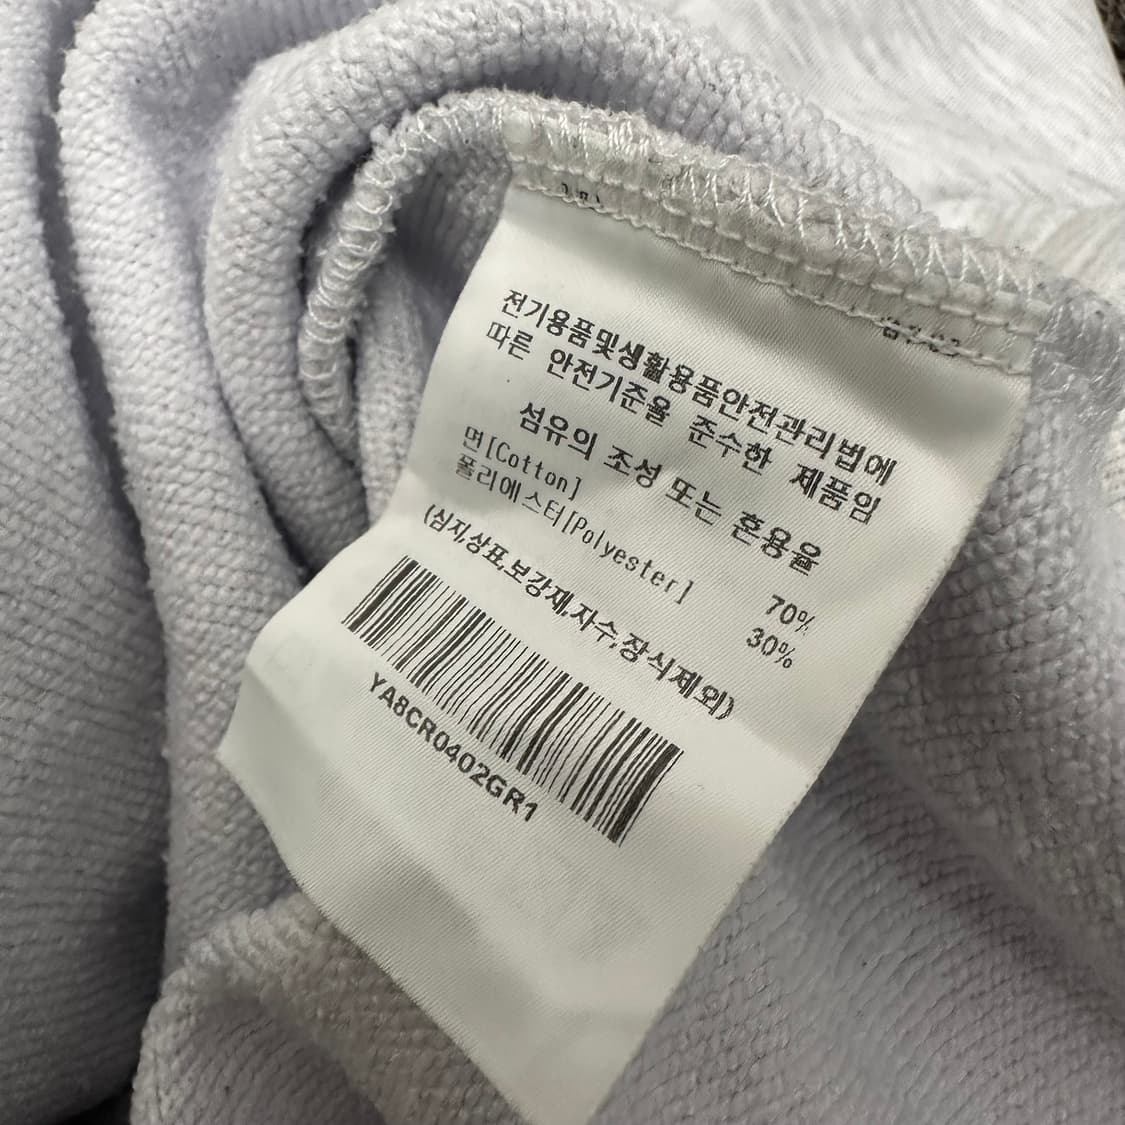 전기용품및생활용품안전관리법에
따른 안전기준을 준수한 제품임
섬유의 조성 또는 혼용율
면[Cotton] 70%
폴리에스터[Polyester] 30%
(심지,상표,보강재,자수,장식제외)
YA8CR0402GR1